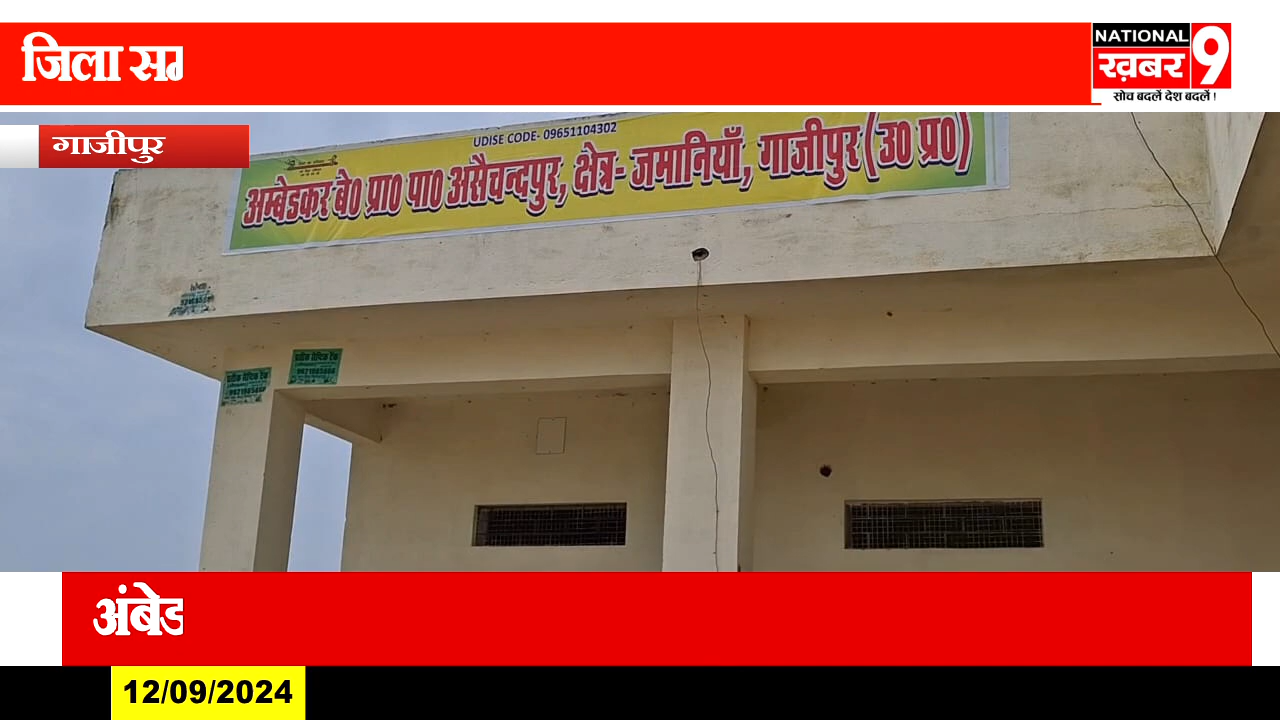 जिला सम
NATIONAL
ख़बर 9
सोच बदलें देश बदलें !
गाजीपुर
UDISE CODE- 09651104302
अम्बेडकर बे० प्रा० पा० असैचन्दपुर, क्षेत्र- जमानियाँ, गाजीपुर (उ० प्र०)
अंबेड
12/09/2024